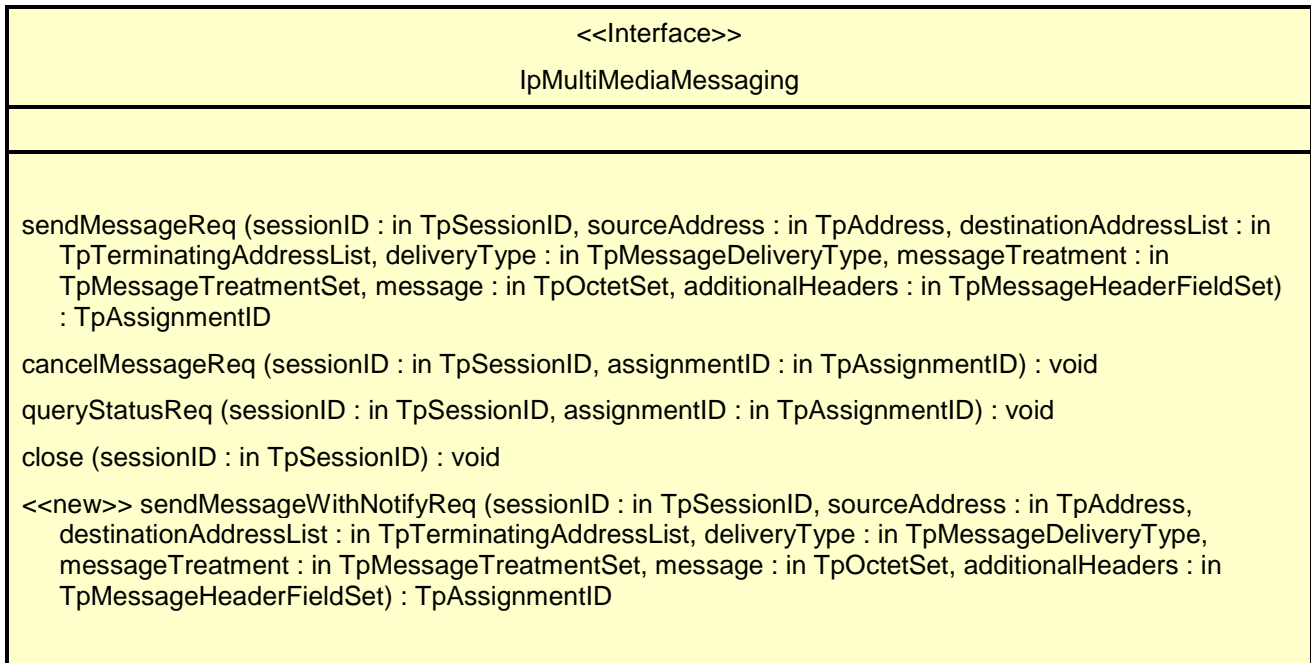 <<Interface>>
IpMultiMediaMessaging
sendMessageReq (sessionID : in TpSessionID, sourceAddress : in TpAddress, destinationAddressList : in
TpTerminatingAddressList, deliveryType : in TpMessageDeliveryType, messageTreatment : in
TpMessageTreatmentSet, message : in TpOctetSet, additionalHeaders : in TpMessageHeaderFieldSet)
: TpAssignmentID
cancelMessageReq (sessionID : in TpSessionID, assignmentID : in TpAssignmentID) : void
queryStatusReq (sessionID : in TpSessionID, assignmentID : in TpAssignmentID) : void
close (sessionID : in TpSessionID) : void
<<new>> sendMessageWithNotifyReq (sessionID : in TpSessionID, sourceAddress : in TpAddress,
destinationAddressList : in TpTerminatingAddressList, deliveryType : in TpMessageDeliveryType,
messageTreatment : in TpMessageTreatmentSet, message : in TpOctetSet, additionalHeaders : in
TpMessageHeaderFieldSet) : TpAssignmentID